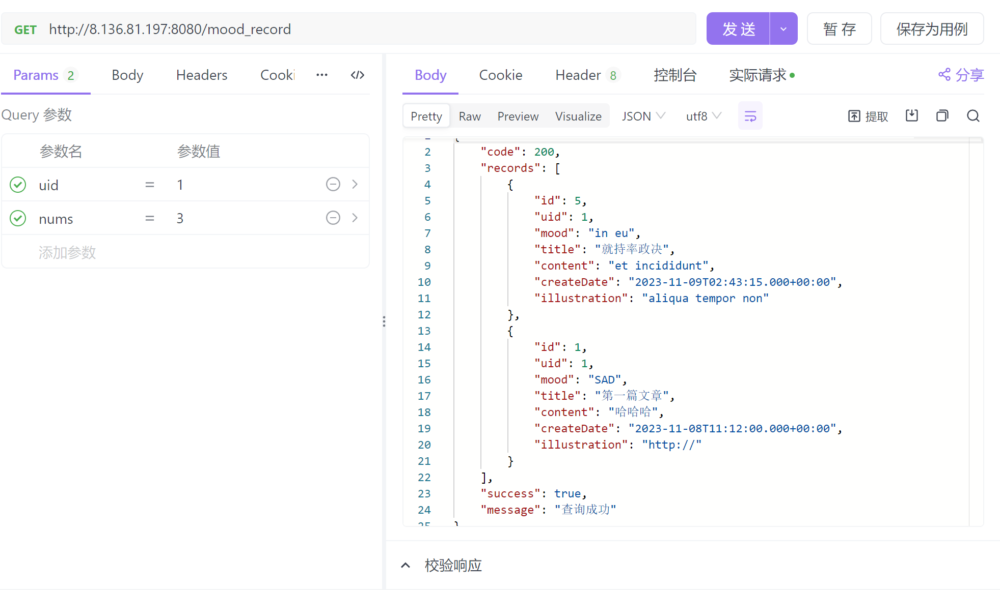 GET http://8.136.81.197:8080/mood_record 发送 暂存 保存为用例
Params 2 Body Headers Cooki ··· </>
Body Cookie Header 8 控制台 实际请求 分享
Query 参数
Pretty Raw Preview Visualize JSON utf8 提取
参数名 参数值
uid = 1
nums = 3
添加参数
2 "code": 200,
3 "records": [
4 {
5 "id": 5,
6 "uid": 1,
7 "mood": "in eu",
8 "title": "就持率政决",
9 "content": "et incididunt",
10 "createDate": "2023-11-09T02:43:15.000+00:00",
11 "illustration": "aliqua tempor non"
12 },
13 {
14 "id": 1,
15 "uid": 1,
16 "mood": "SAD",
17 "title": "第一篇文章",
18 "content": "哈哈哈",
19 "createDate": "2023-11-08T11:12:00.000+00:00",
20 "illustration": "http://"
21 }
22 ],
23 "success": true,
24 "message": "查询成功"
25 }
校验响应